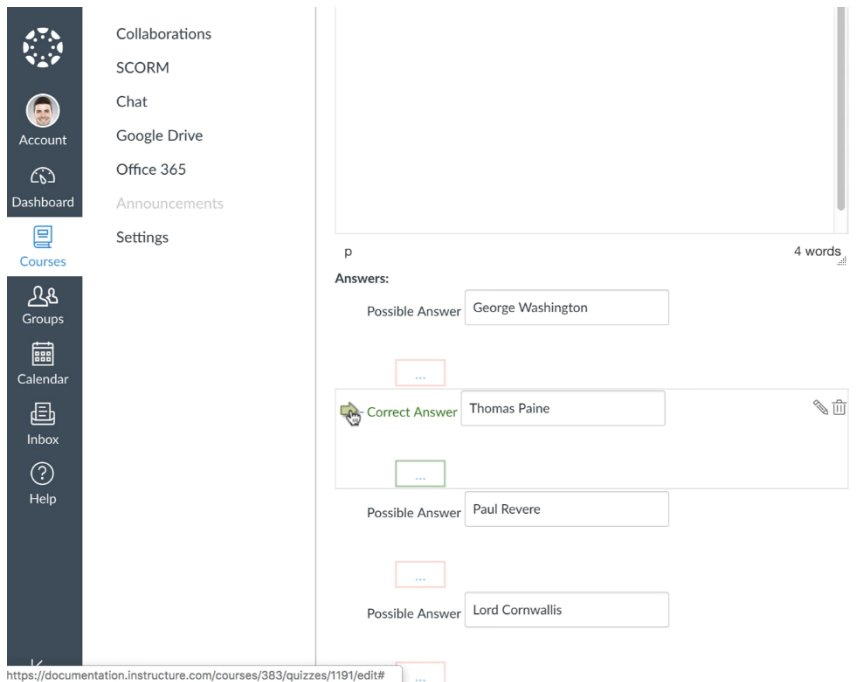 Collaborations
SCORM
Chat
Google Drive
Office 365
Announcements
Settings
Account
Dashboard
Courses
Groups
Calendar
Inbox
Help
p 4 words
Answers:
Possible Answer George Washington
...
Correct Answer Thomas Paine
...
Possible Answer Paul Revere
...
Possible Answer Lord Cornwallis
...
https://documentation.instructure.com/courses/383/quizzes/1191/edit#